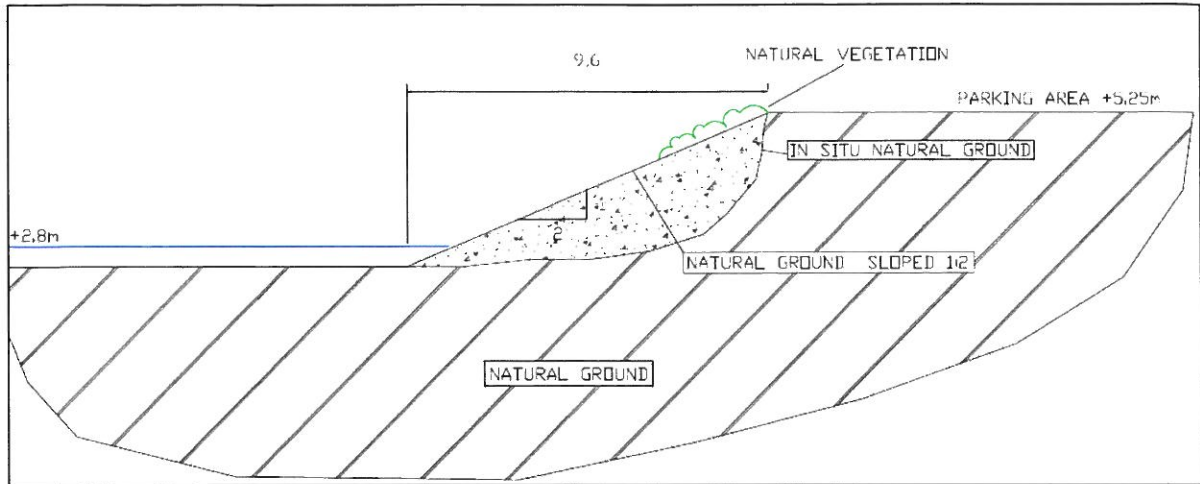 9.6
NATURAL VEGETATION
PARKING AREA +5.25m
IN SITU NATURAL GROUND
1
2
+2.8m
NATURAL GROUND SLOPED 1:2
NATURAL GROUND